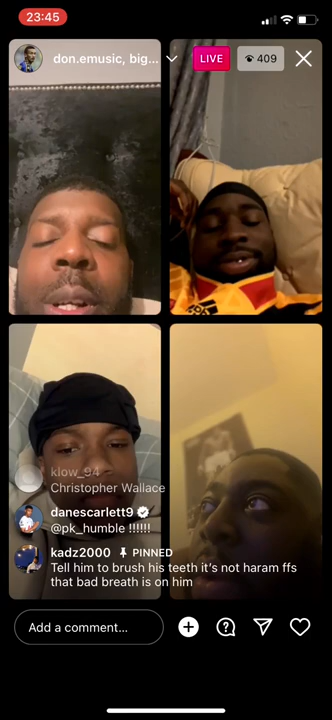 23:45
don.emusic, big...
LIVE
409
klow_94
Christopher Wallace
danescarlett9
@pk_humble !!!!!!
kadz2000 PINNED
Tell him to brush his teeth it's not haram ffs
that bad breath is on him
Add a comment...